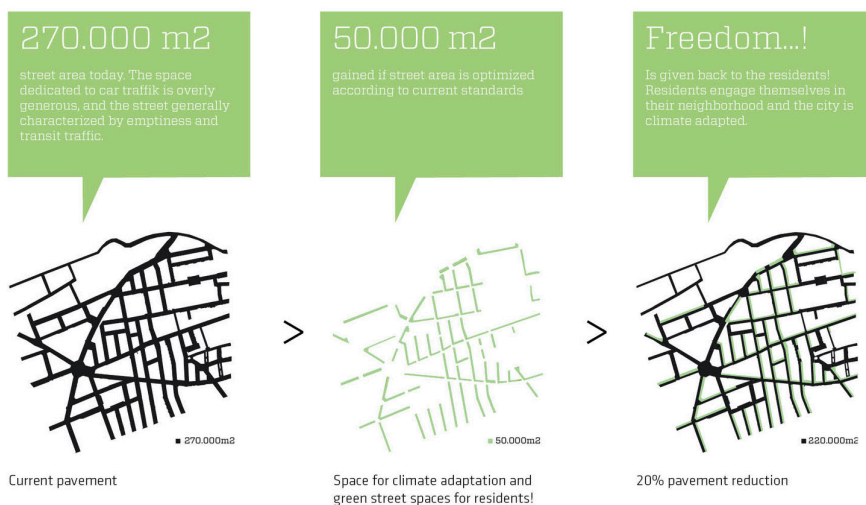 270.000 m2
street area today. The space
dedicated to car traffik is overly
generous, and the street generally
characterized by emptiness and
transit traffic.
50.000 m2
gained if street area is optimized
according to current standards
Freedom...!
Is given back to the residents!
Residents engage themselves in
their neighborhood and the city is
climate adapted.
>
>
270.000m2
50.000m2
220.000m2
Current pavement
Space for climate adaptation and
green street spaces for residents!
20% pavement reduction